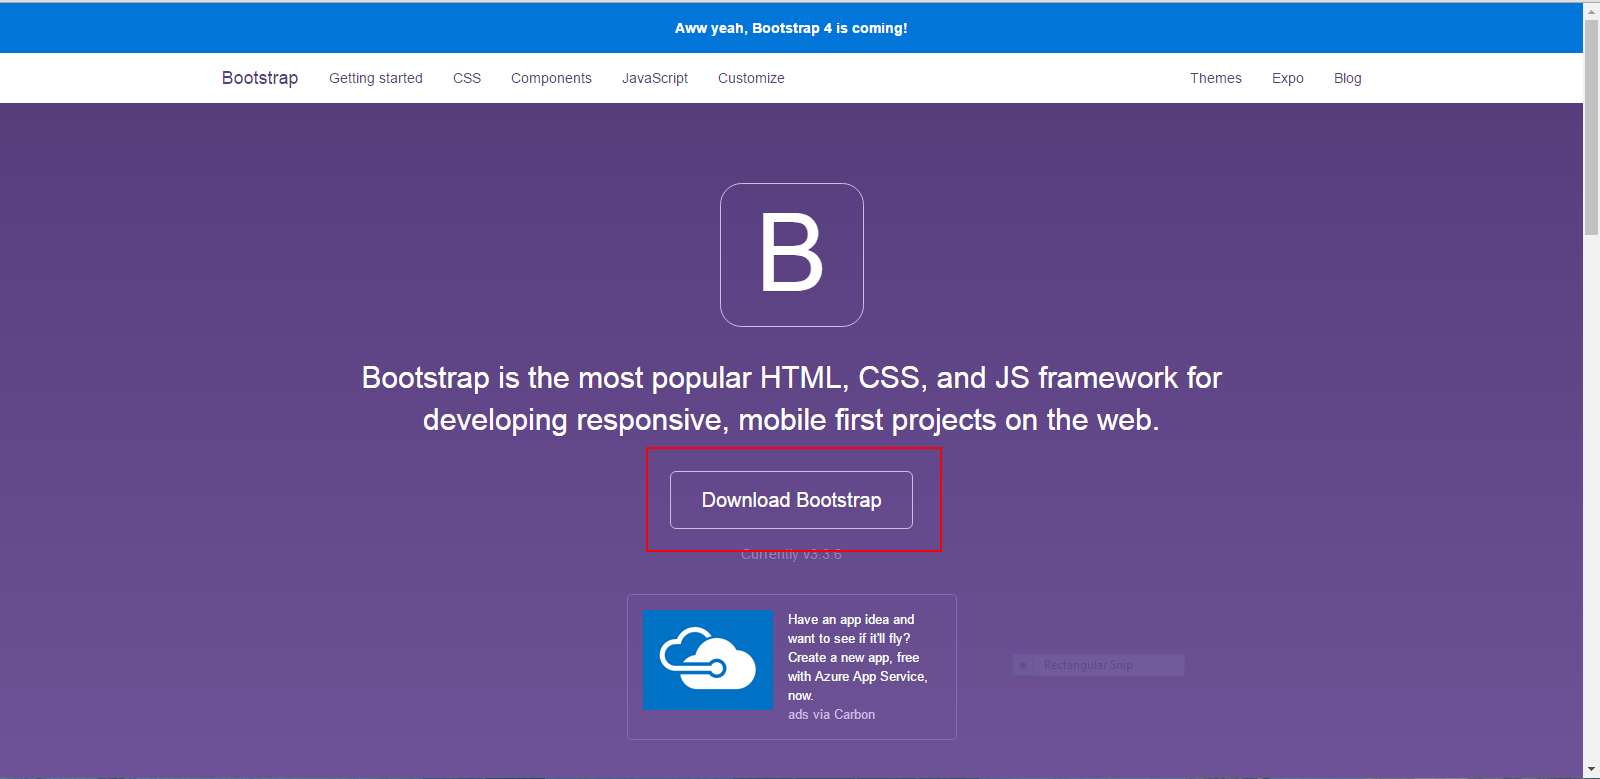 Aww yeah, Bootstrap 4 is coming!
Bootstrap Getting started CSS Components JavaScript Customize Themes Expo Blog
B
Bootstrap is the most popular HTML, CSS, and JS framework for
developing responsive, mobile first projects on the web.
Download Bootstrap
Currently v3.3.6
Have an app idea and
want to see if it'll fly?
Create a new app, free
with Azure App Service,
now.
ads via Carbon
Rectangular Snip